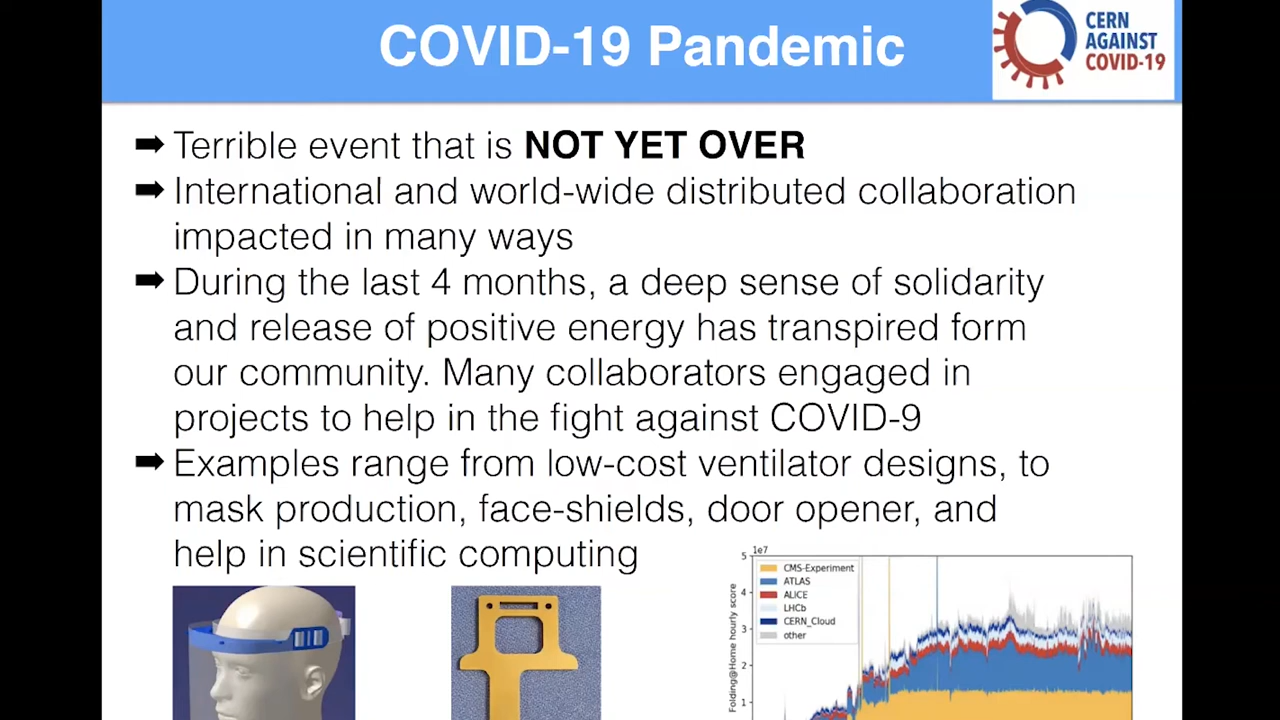 COVID-19 Pandemic
CERN
AGAINST
COVID-19
➡ Terrible event that is NOT YET OVER
➡ International and world-wide distributed collaboration
impacted in many ways
➡ During the last 4 months, a deep sense of solidarity
and release of positive energy has transpired form
our community. Many collaborators engaged in
projects to help in the fight against COVID-9
➡ Examples range from low-cost ventilator designs, to
mask production, face-shields, door opener, and
help in scientific computing
1e7
5
4
3
2
1
Folding@Home hourly score
CMS-Experiment
ATLAS
ALICE
LHCb
CERN_Cloud
other